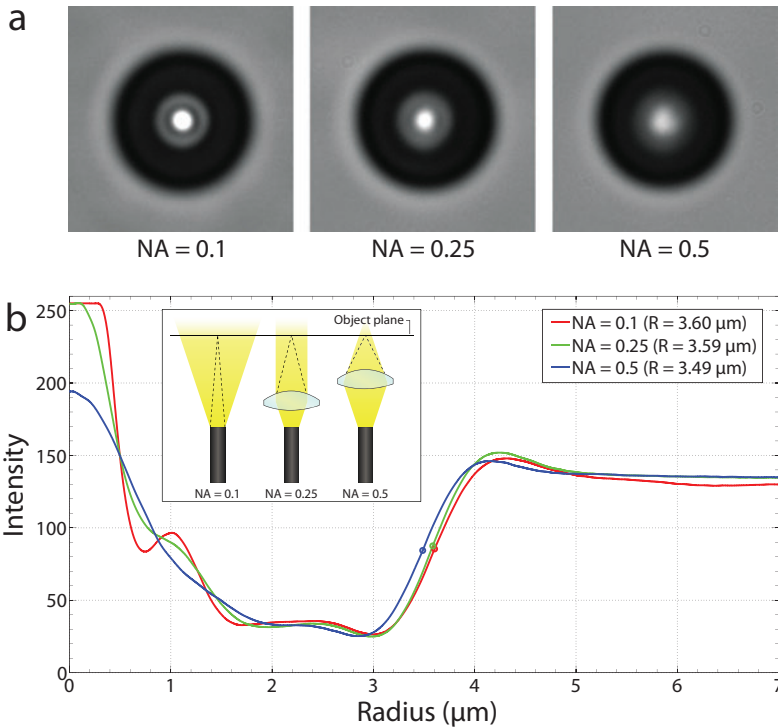 a
NA = 0.1
NA = 0.25
NA = 0.5
b
250
200
150
100
50
0
Intensity
Object plane
NA = 0.1
NA = 0.25
NA = 0.5
NA = 0.1 (R = 3.60 µm)
NA = 0.25 (R = 3.59 µm)
NA = 0.5 (R = 3.49 µm)
0
1
2
3
4
5
6
7
Radius (µm)